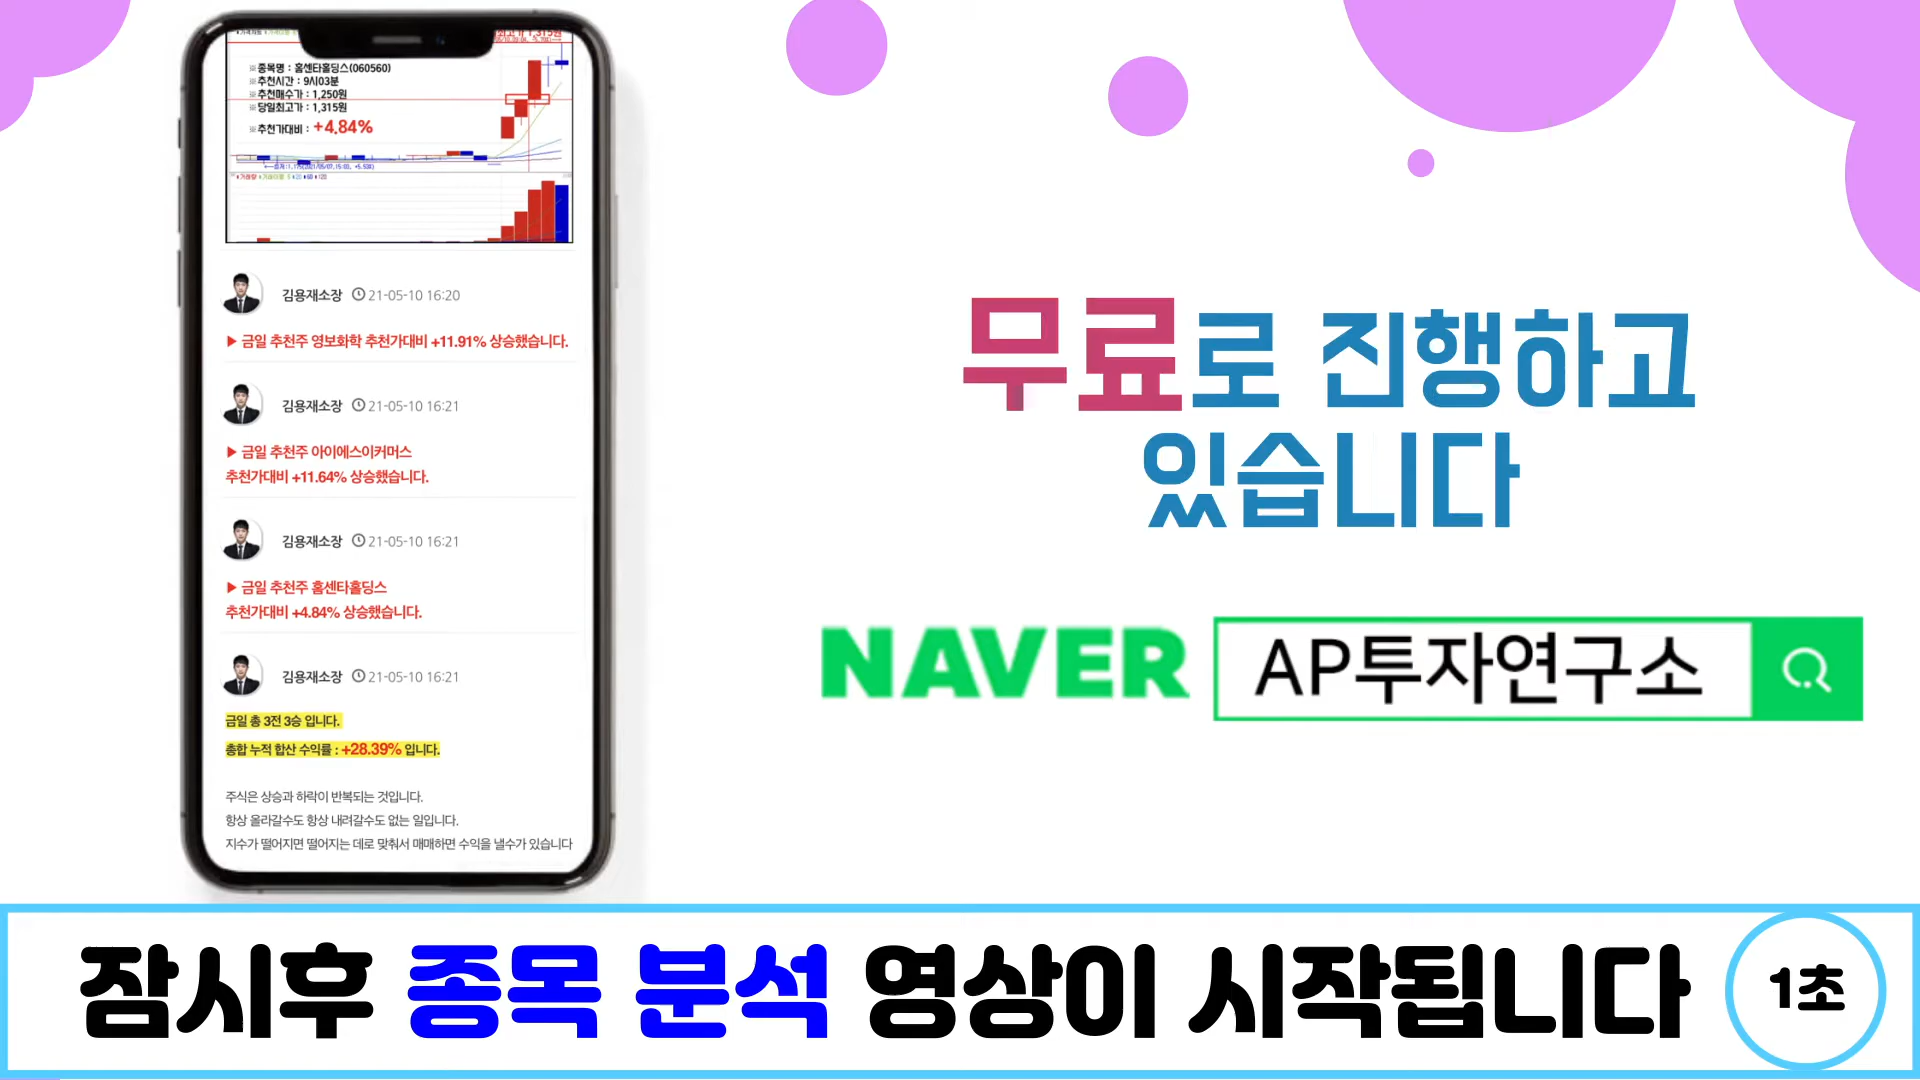 ※종목명 : 홈센타홀딩스(060560)
※추천시간 : 9시03분
※추천매수가 : 1,250원
※당일최고가 : 1,315원
※추천가대비 : +4.84%
김용재소장 21-05-10 16:20
▶ 금일 추천주 영보화학 추천가대비 +11.91% 상승했습니다.
김용재소장 21-05-10 16:21
▶ 금일 추천주 아이에스이커머스
추천가대비 +11.64% 상승했습니다.
김용재소장 21-05-10 16:21
▶ 금일 추천주 홈센타홀딩스
추천가대비 +4.84% 상승했습니다.
김용재소장 21-05-10 16:21
금일 총 3전 3승 입니다.
총합 누적 합산 수익률 : +28.39% 입니다.
주식은 상승과 하락이 반복되는 것입니다.
항상 올라갈수도 항상 내려갈수도 없는 일입니다.
지수가 떨어지면 떨어지는 데로 맞춰서 매매하면 수익을 낼수가 있습니다
무료로 진행하고
있습니다
NAVER AP투자연구소
잠시후 종목 분석 영상이 시작됩니다 1초